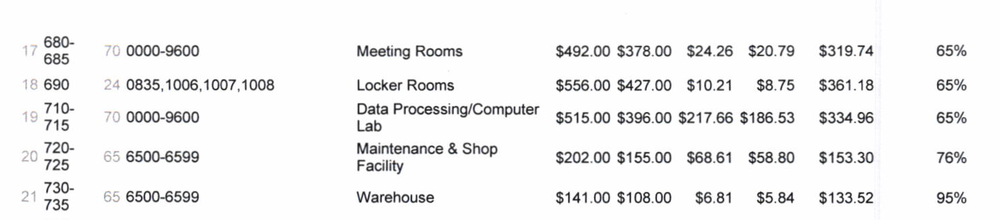 17 680-685 70 0000-9600 Meeting Rooms $492.00 $378.00 $24.26 $20.79 $319.74 65%
18 690 24 0835,1006,1007,1008 Locker Rooms $556.00 $427.00 $10.21 $8.75 $361.18 65%
19 710-715 70 0000-9600 Data Processing/Computer Lab $515.00 $396.00 $217.66 $186.53 $334.96 65%
20 720-725 65 6500-6599 Maintenance & Shop Facility $202.00 $155.00 $68.61 $58.80 $153.30 76%
21 730-735 65 6500-6599 Warehouse $141.00 $108.00 $6.81 $5.84 $133.52 95%